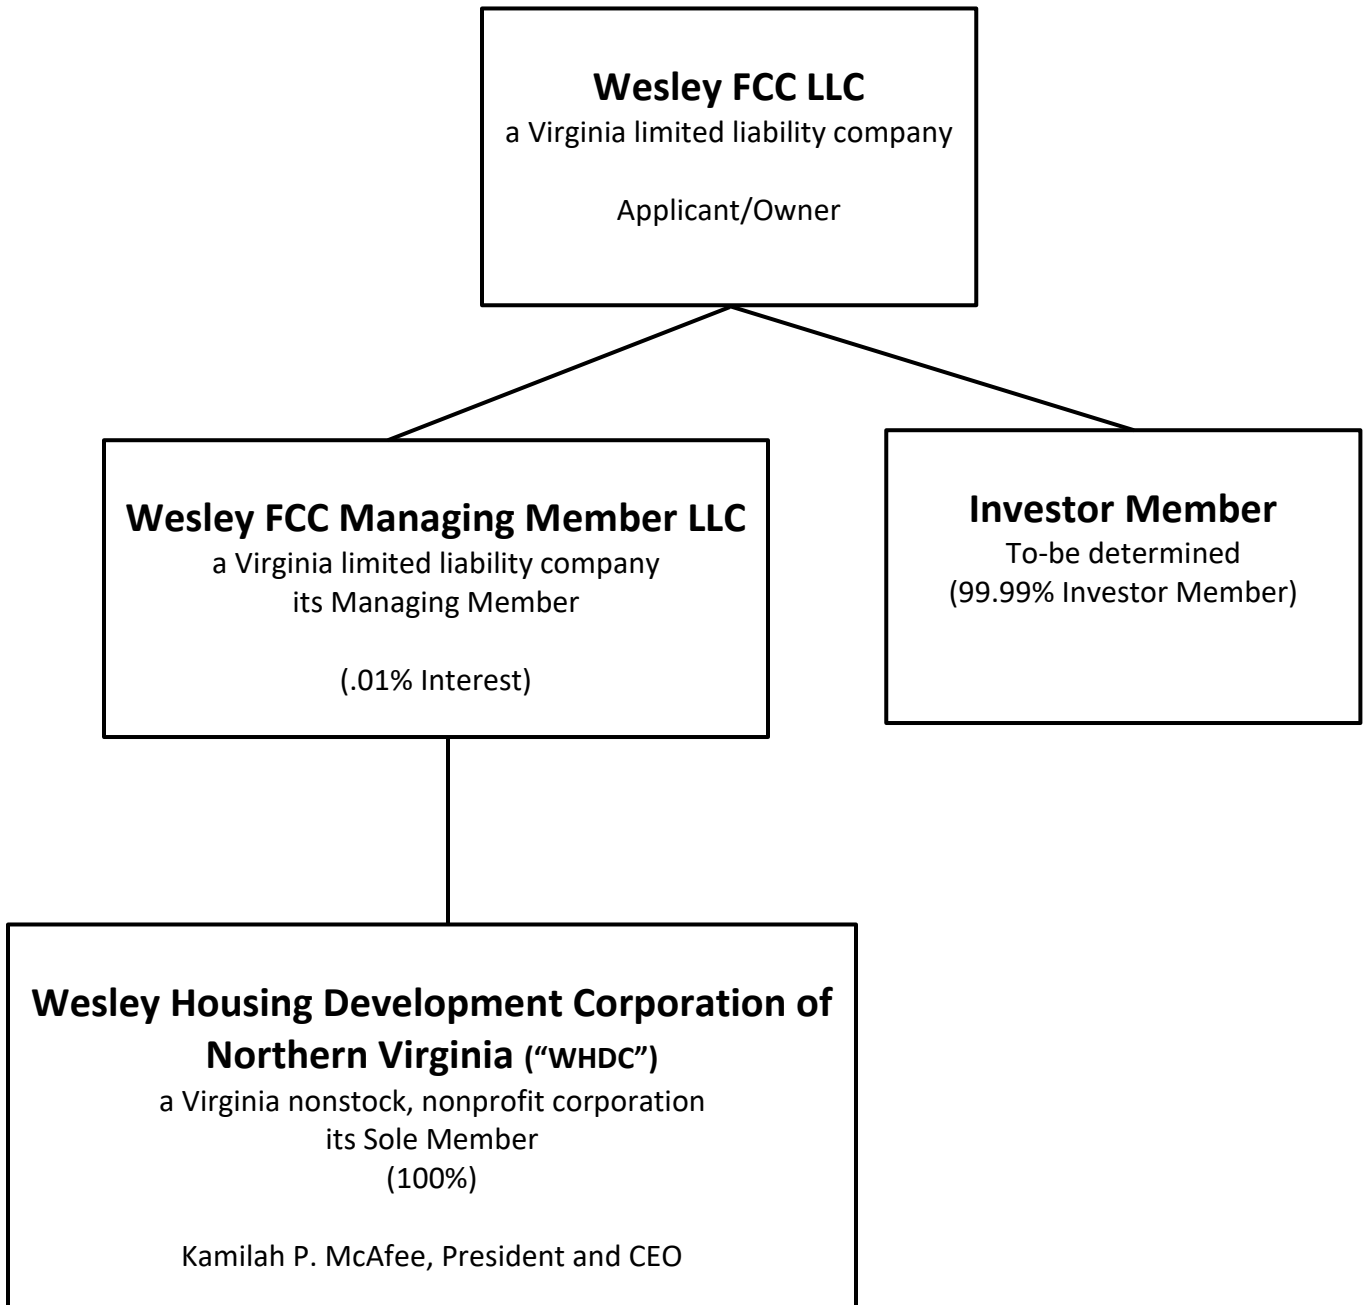 Wesley FCC LLC
a Virginia limited liability company
Applicant/Owner
Wesley FCC Managing Member LLC
a Virginia limited liability company
its Managing Member
(.01% Interest)
Investor Member
To-be determined
(99.99% Investor Member)
Wesley Housing Development Corporation of
Northern Virginia (“WHDC”)
a Virginia nonstock, nonprofit corporation
its Sole Member
(100%)
Kamilah P. McAfee, President and CEO